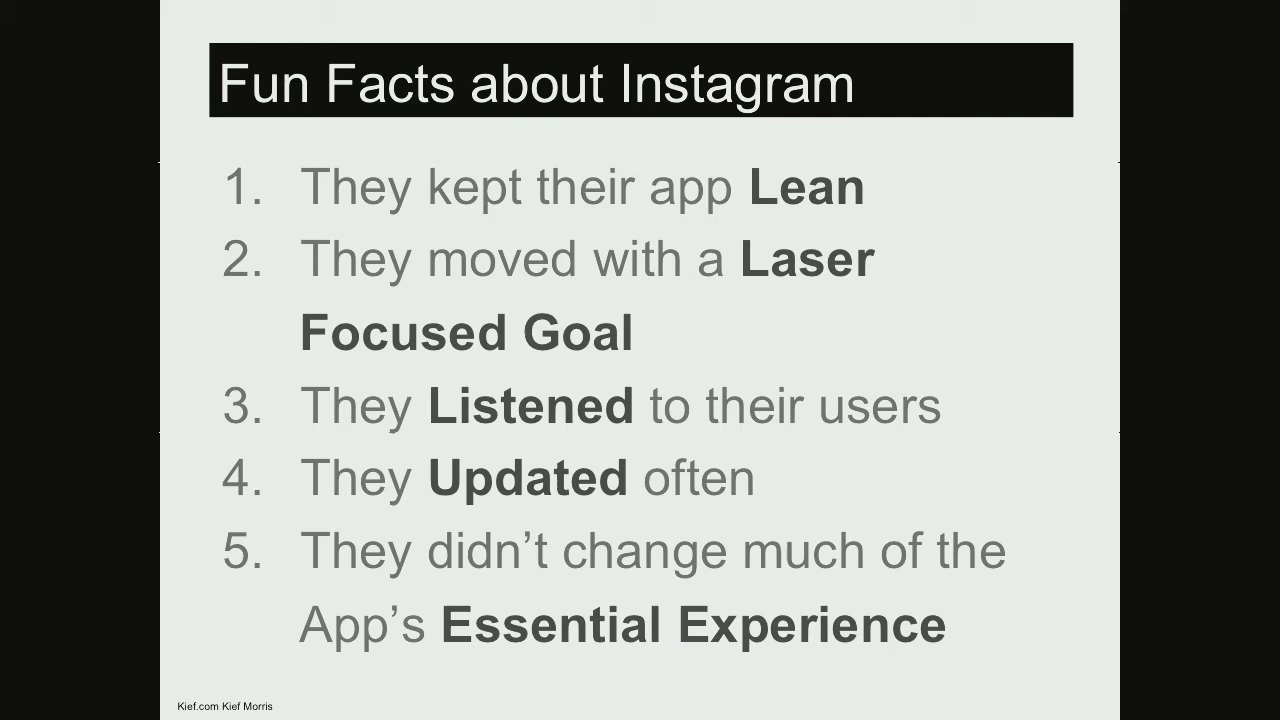 Fun Facts about Instagram
1. They kept their app Lean
2. They moved with a Laser
Focused Goal
3. They Listened to their users
4. They Updated often
5. They didn’t change much of the
App’s Essential Experience
Kief.com Kief Morris